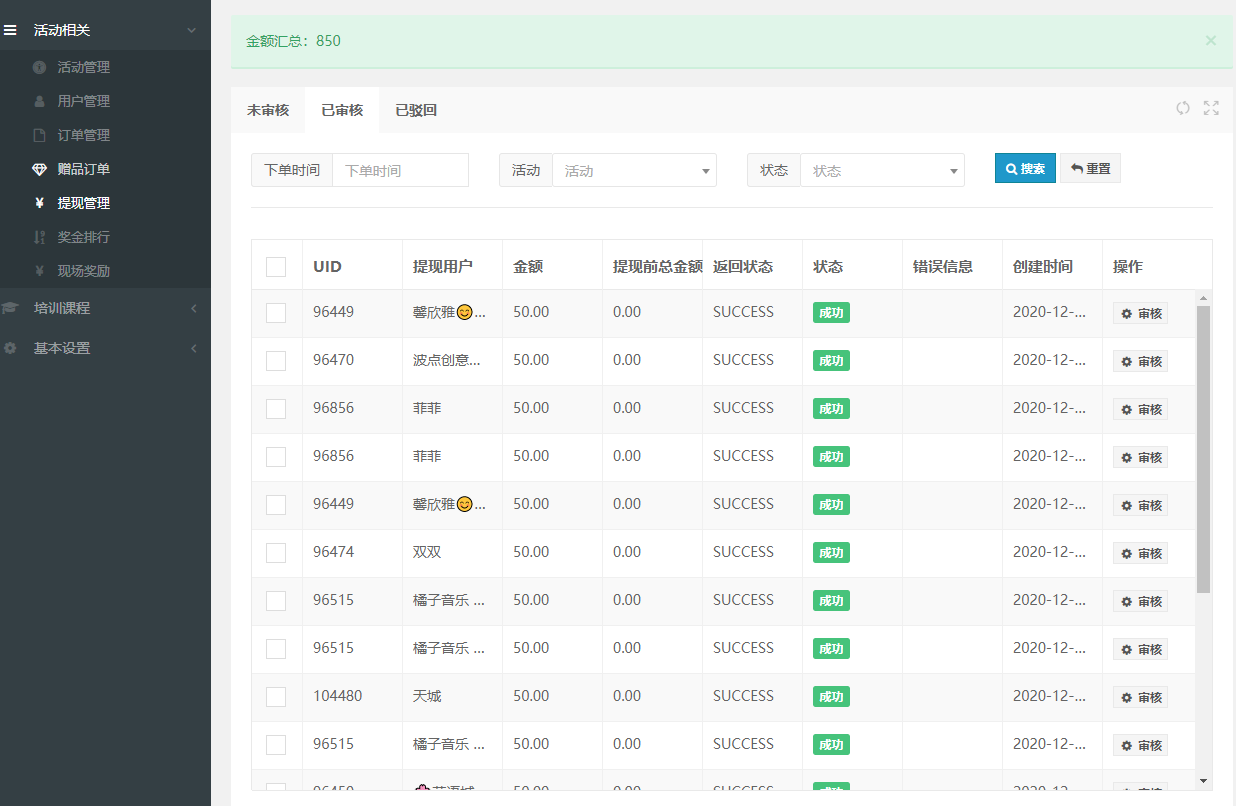 活动相关
活动管理
用户管理
订单管理
赠品订单
提现管理
奖金排行
现场奖励
培训课程
基本设置
金额汇总：850
×
未审核 已审核 已驳回
下单时间 下单时间 活动 活动 状态 状态 搜索 重置
UID 提现用户 金额 提现前总金额 返回状态 状态 错误信息 创建时间 操作
96449 馨欣雅😊... 50.00 0.00 SUCCESS 成功 2020-12-... 审核
96470 波点创意... 50.00 0.00 SUCCESS 成功 2020-12-... 审核
96856 菲菲 50.00 0.00 SUCCESS 成功 2020-12-... 审核
96856 菲菲 50.00 0.00 SUCCESS 成功 2020-12-... 审核
96449 馨欣雅😊... 50.00 0.00 SUCCESS 成功 2020-12-... 审核
96474 双双 50.00 0.00 SUCCESS 成功 2020-12-... 审核
96515 橘子音乐 ... 50.00 0.00 SUCCESS 成功 2020-12-... 审核
96515 橘子音乐 ... 50.00 0.00 SUCCESS 成功 2020-12-... 审核
104480 天城 50.00 0.00 SUCCESS 成功 2020-12-... 审核
96515 橘子音乐 ... 50.00 0.00 SUCCESS 成功 2020-12-... 审核
50.00 0.00 SUCCESS 成功 2020-12-... 审核